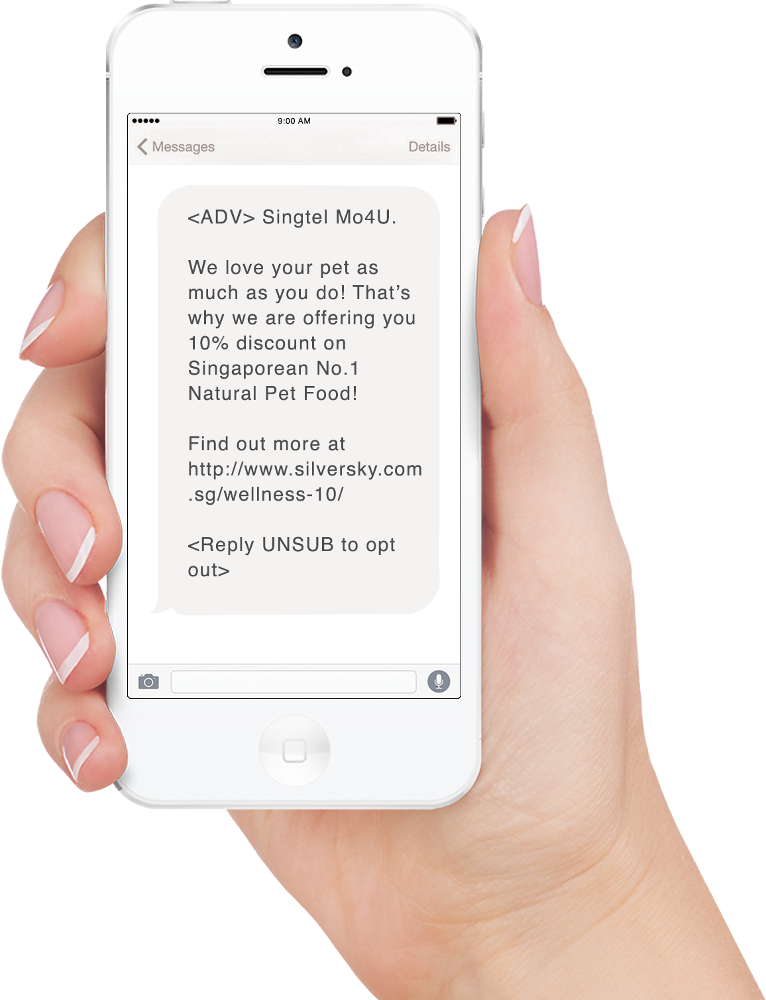 9:00 AM
Messages
Details
<ADV> Singtel Mo4U.
We love your pet as
much as you do! That’s
why we are offering you
10% discount on
Singaporean No.1
Natural Pet Food!
Find out more at
http://www.silversky.com
.sg/wellness-10/
<Reply UNSUB to opt
out>